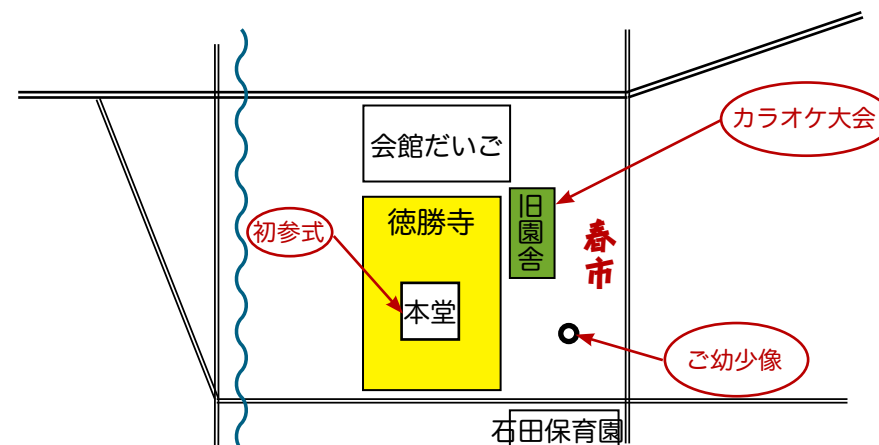 会館だいご
カラオケ大会
旧園舎
徳勝寺
初参式
春市
本堂
ご幼少像
石田保育園